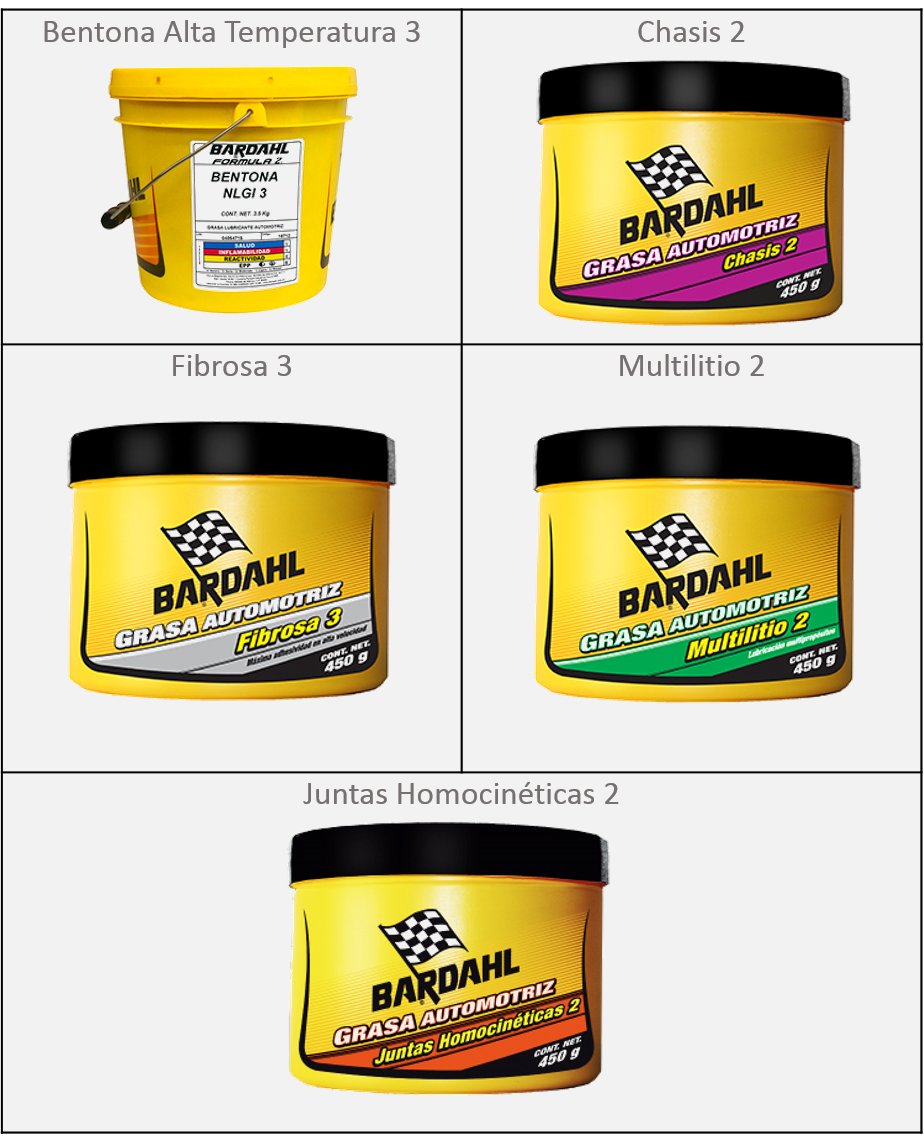 Bentona Alta Temperatura 3
BARDAHL
FORMULA 2
BENTONA
NLGI 3
CONT. NET. 3.5 Kg
GRASA LUBRICANTE AUTOMOTRIZ
SALUD
INFLAMABILIDAD
REACTIVIDAD
EPP
Chasis 2
BARDAHL
GRASA AUTOMOTRIZ
Chasis 2
CONT. NET.
450 g
Fibrosa 3
BARDAHL
GRASA AUTOMOTRIZ
Fibrosa 3
Máxima adhesividad en alta velocidad
CONT. NET.
450 g
Multilitio 2
BARDAHL
GRASA AUTOMOTRIZ
Multilitio 2
Lubricación multipropósitos
CONT. NET.
450 g
Juntas Homocinéticas 2
BARDAHL
GRASA AUTOMOTRIZ
Juntas Homocinéticas 2
CONT. NET.
450 g